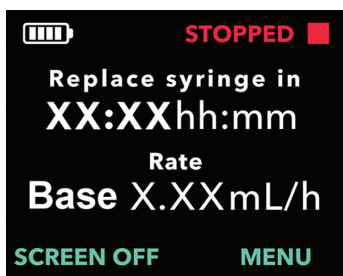 STOPPED
Replace syringe in
XX:XXhh:mm
Rate
Base X.XXmL/h
SCREEN OFF MENU